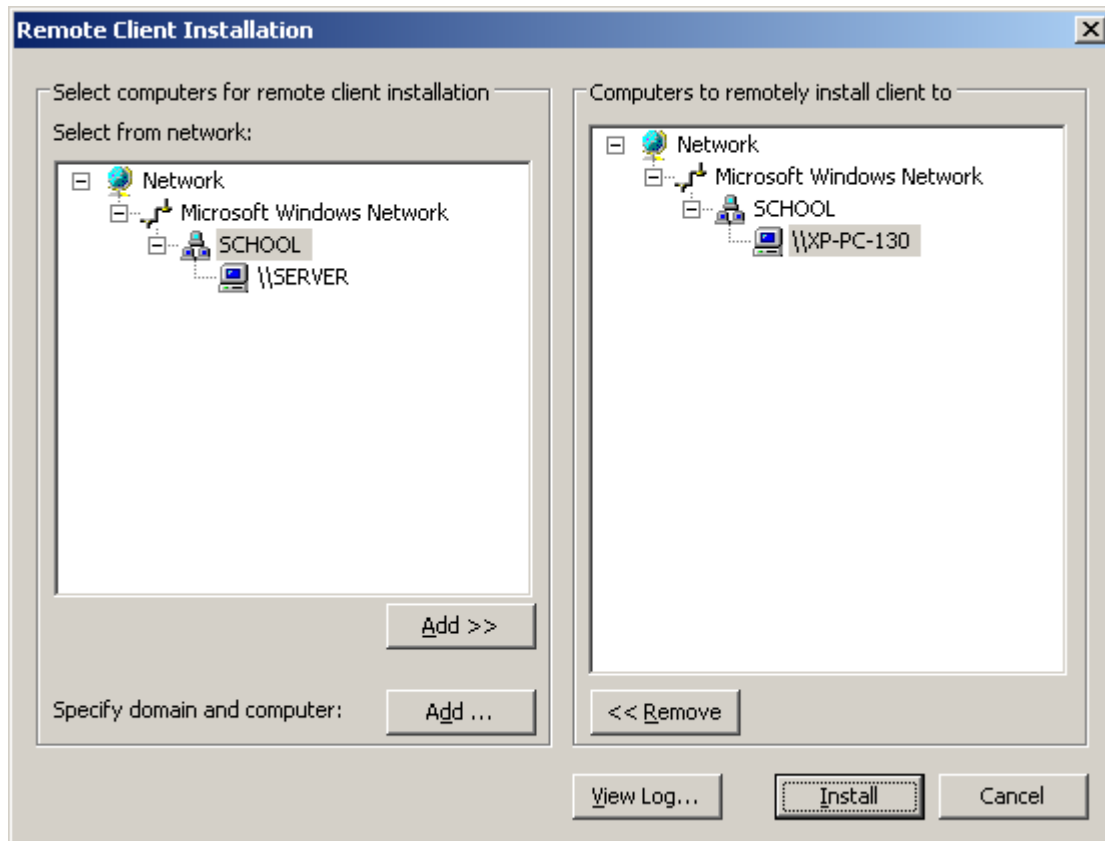 Remote Client Installation
Select computers for remote client installation
Select from network:
Network
Microsoft Windows Network
SCHOOL
\\SERVER
Add >>
Specify domain and computer:
Add ...
Computers to remotely install client to
Network
Microsoft Windows Network
SCHOOL
\\XP-PC-130
<< Remove
View Log...
Install
Cancel